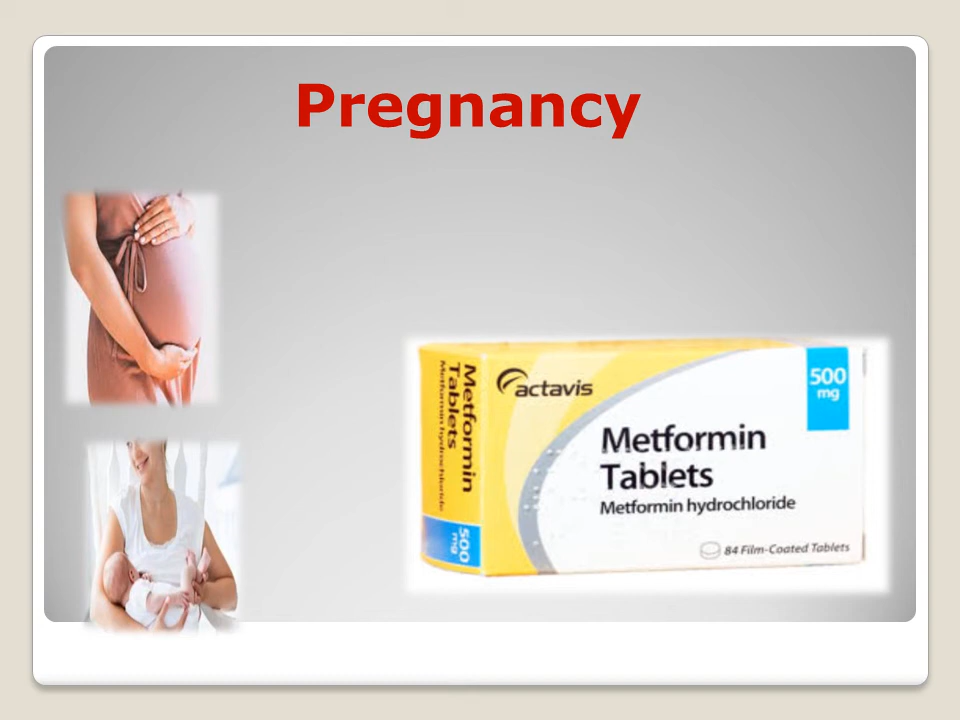 Pregnancy
Metformin
Tablets
Metformin hydrochloride
500
mg
actavis
500
mg
Metformin
Tablets
Metformin hydrochloride
84 Film-Coated Tablets